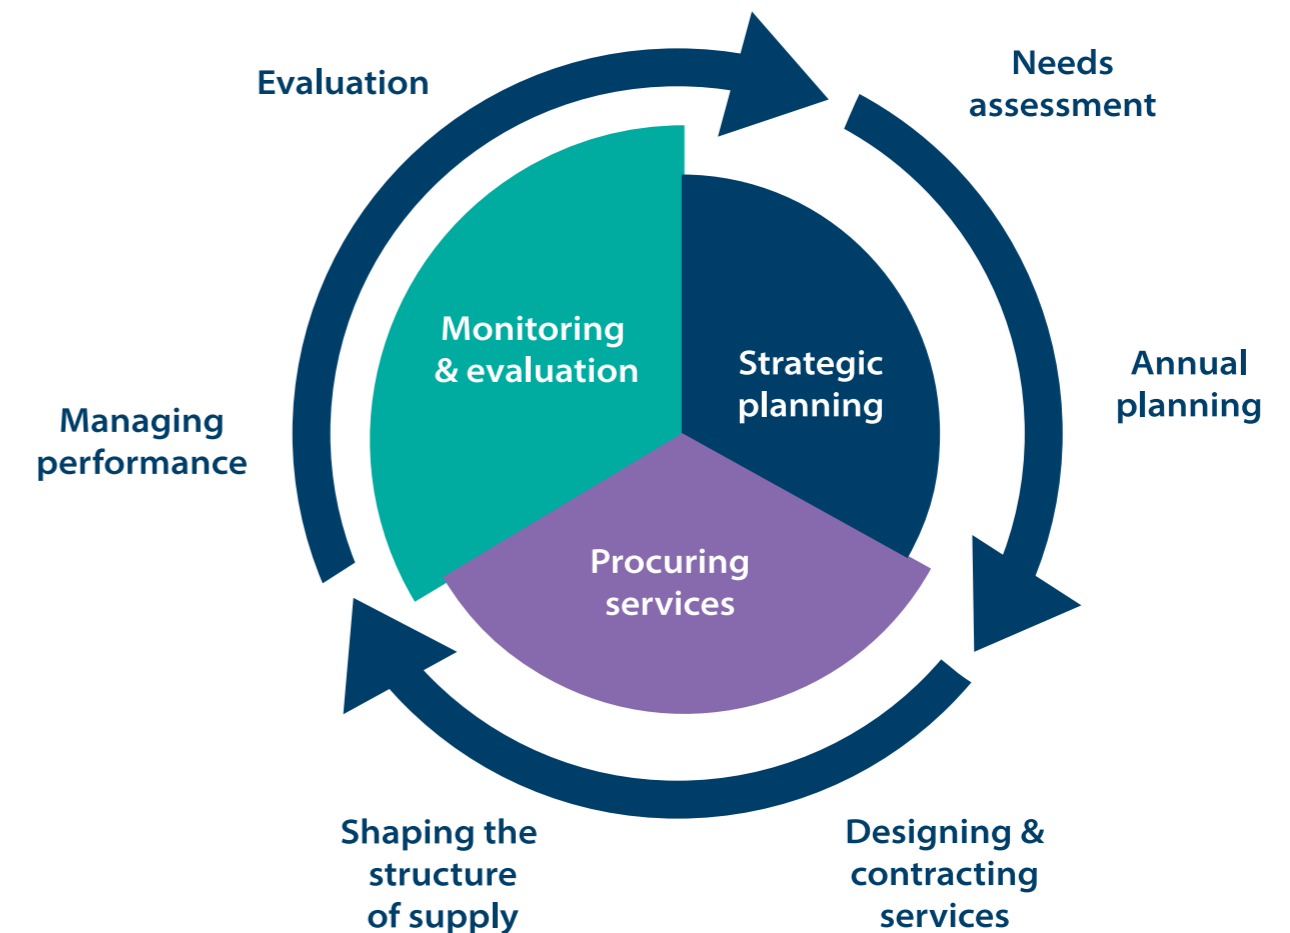 Evaluation
Needs
assessment
Monitoring
& evaluation
Strategic
planning
Annual
planning
Managing
performance
Procuring
services
Shaping the
structure
of supply
Designing &
contracting
services